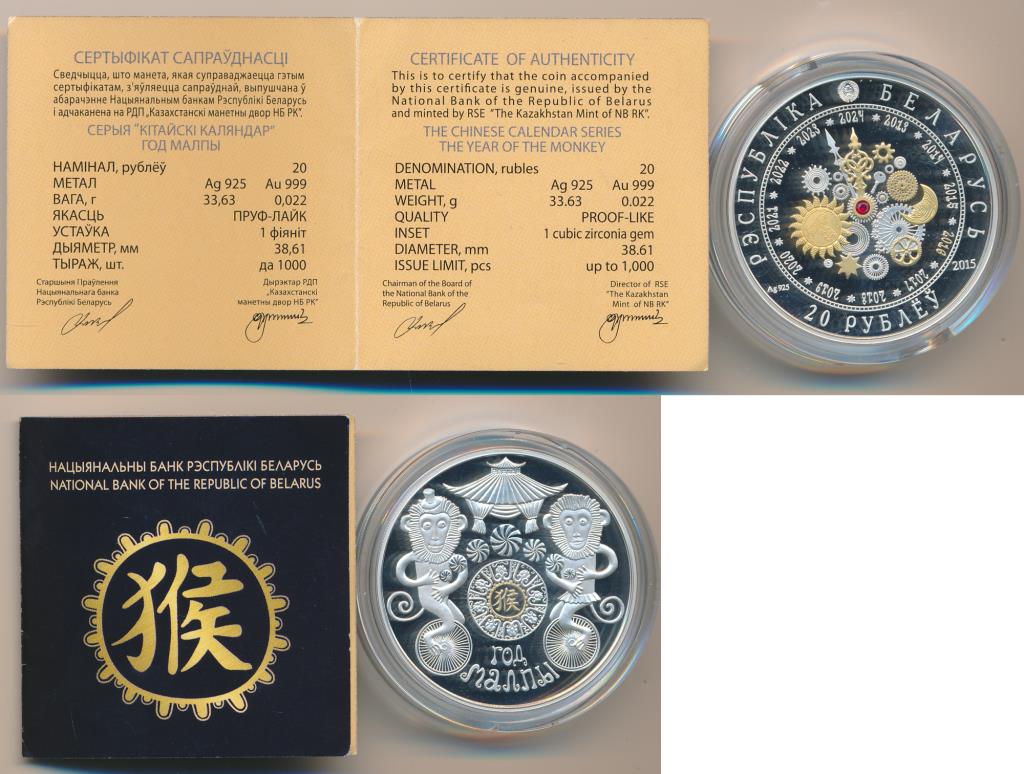 СЕРТЫФІКАТ САПРАЎДНАСЦІ
Сведчыцца, што манета, якая суправаджаецца гэтым
сертыфікатам, з'яўляецца сапраўднай, выпушчана ў
абарачэнне Нацыянальным банкам Рэспублікі Беларусь
і адчаканена на РДП „Казахстанскі манетны двор НБ РК".
СЕРЫЯ "КІТАЙСКІ КАЛЯНДАР"
ГОД МАЛПЫ
НАМІНАЛ, рублёў 20
МЕТАЛ Ag 925 Au 999
ВАГА, г 33,63 0,022
ЯКАСЦЬ ПРУФ-ЛАЙК
УСТАЎКА 1 фіяніт
ДЫЯМЕТР, мм 38,61
ТЫРАЖ, шт. да 1000
Старшыня Праўлення
Нацыянальнага банка
Рэспублікі Беларусь
Дырэктар РДП
„Казахстанскі
манетны двор НБ РК"
CERTIFICATE OF AUTHENTICITY
This is to certify that the coin accompanied
by this certificate is genuine, issued by the
National Bank of the Republic of Belarus
and minted by RSE "The Kazakhstan Mint of NB RK".
THE CHINESE CALENDAR SERIES
THE YEAR OF THE MONKEY
DENOMINATION, rubles 20
METAL Ag 925 Au 999
WEIGHT, g 33.63 0.022
QUALITY PROOF-LIKE
INSET 1 cubic zirconia gem
DIAMETER, mm 38.61
ISSUE LIMIT, pcs up to 1,000
Chairman of the Board of
the National Bank of the
Republic of Belarus
Director of RSE
"The Kazakhstan
Mint of NB RK"
РЭСПУБЛІКА БЕЛАРУСЬ
2013 2014 2015 2016 2017 2018 2019 2020 2021 2022 2023 2024
Ag 925
2015
20 РУБЛЁЎ
НАЦЫЯНАЛЬНЫ БАНК РЭСПУБЛІКІ БЕЛАРУСЬ
NATIONAL BANK OF THE REPUBLIC OF BELARUS
猴
猴
ГОД
МАЛПЫ